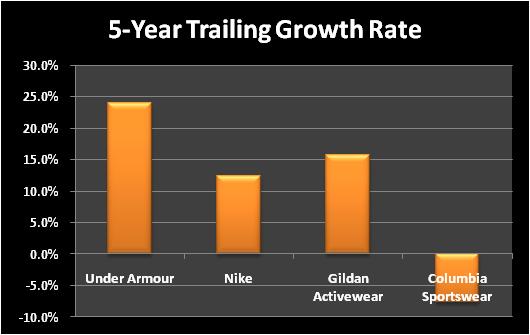 5-Year Trailing Growth Rate
30.0%
25.0%
20.0%
15.0%
10.0%
5.0%
0.0%
-5.0%
-10.0%
Under Armour
Nike
Gildan
Activewear
Columbia
Sportswear